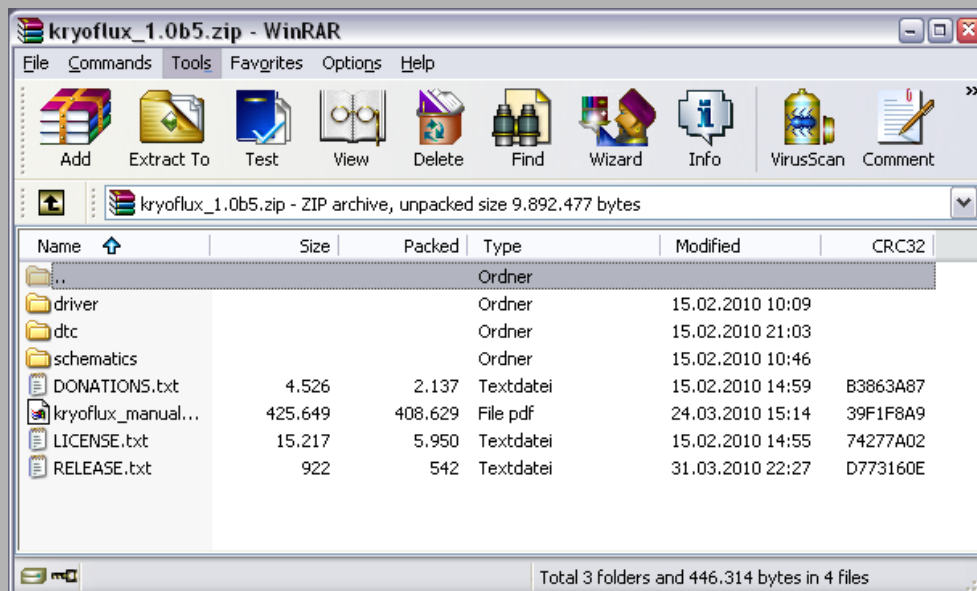 kryoflux_1.0b5.zip - WinRAR
File Commands Tools Favorites Options Help
Add Extract To Test View Delete Find Wizard Info VirusScan Comment
kryoflux_1.0b5.zip - ZIP archive, unpacked size 9.892.477 bytes
Name Size Packed Type Modified CRC32
.. Ordner
driver Ordner 15.02.2010 10:09
dtc Ordner 15.02.2010 21:03
schematics Ordner 15.02.2010 10:46
DONATIONS.txt 4.526 2.137 Textdatei 15.02.2010 14:59 B3863A87
kryoflux_manual... 425.649 408.629 File pdf 24.03.2010 15:14 39F1F8A9
LICENSE.txt 15.217 5.950 Textdatei 15.02.2010 14:55 74277A02
RELEASE.txt 922 542 Textdatei 31.03.2010 22:27 D773160E
Total 3 folders and 446.314 bytes in 4 files